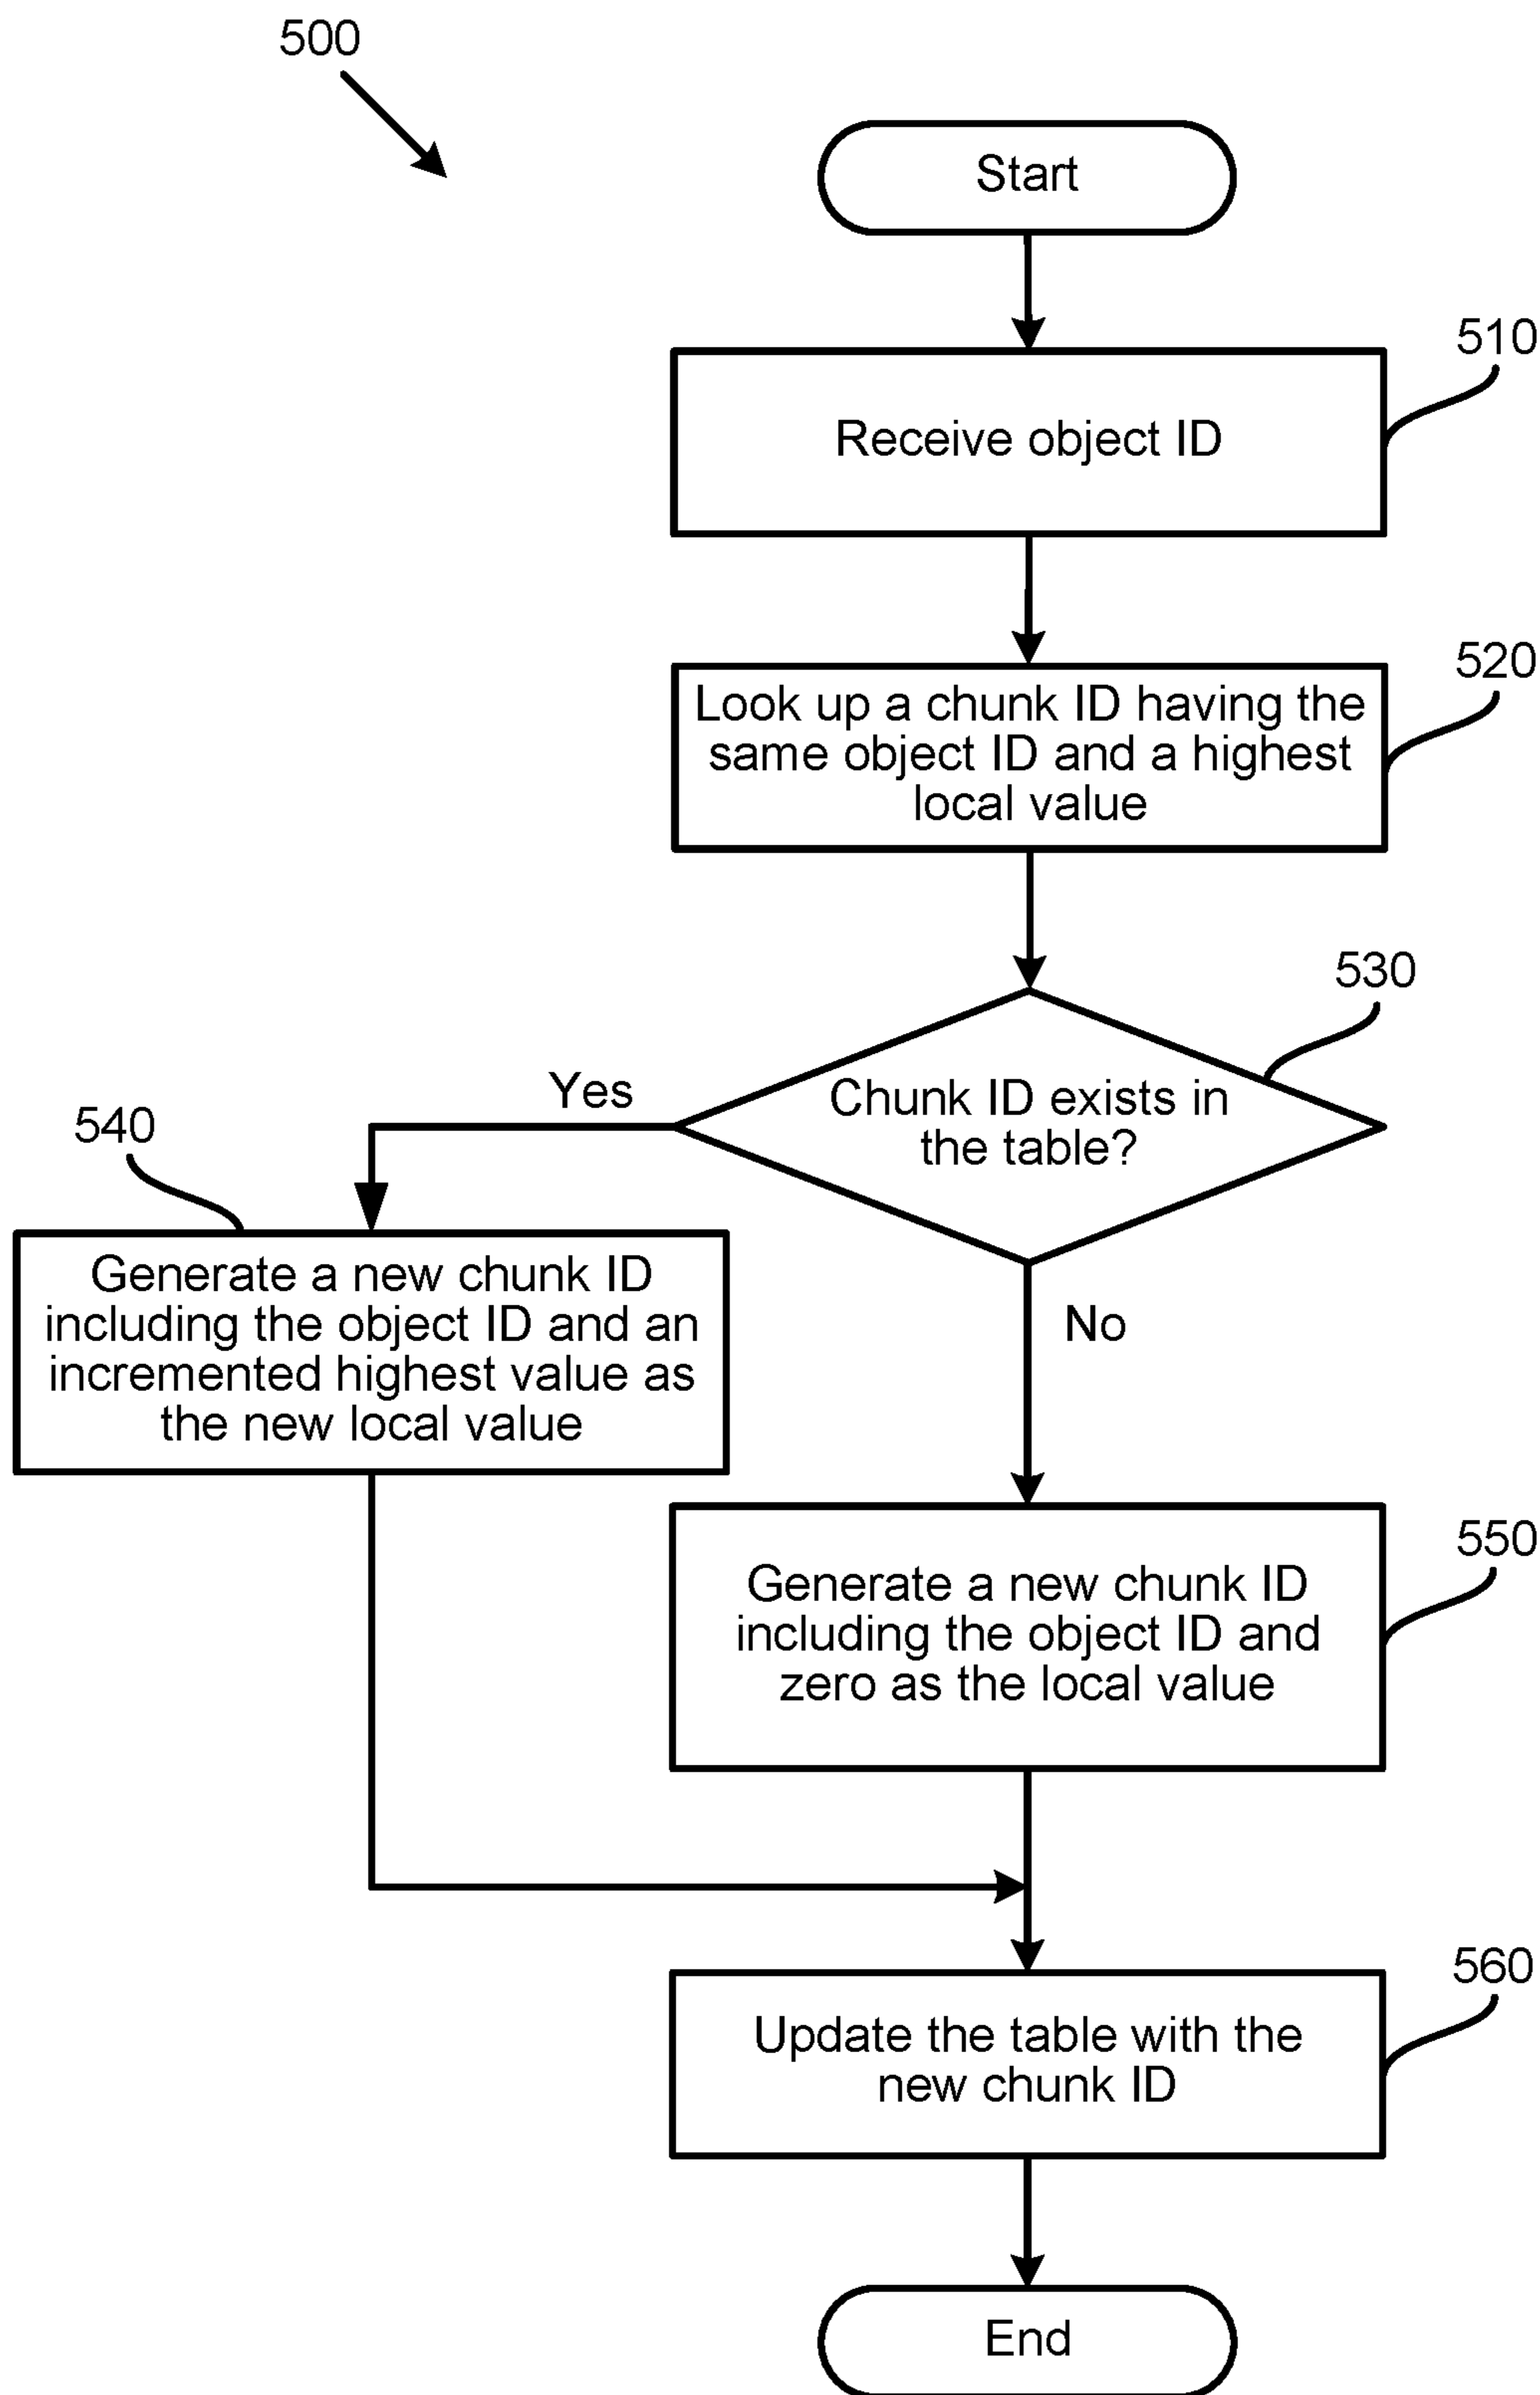 500
Start
510
Receive object ID
520
Look up a chunk ID having the
same object ID and a highest
local value
530
Chunk ID exists in
the table?
Yes
540
Generate a new chunk ID
including the object ID and an
incremented highest value as
the new local value
No
550
Generate a new chunk ID
including the object ID and
zero as the local value
560
Update the table with the
new chunk ID
End